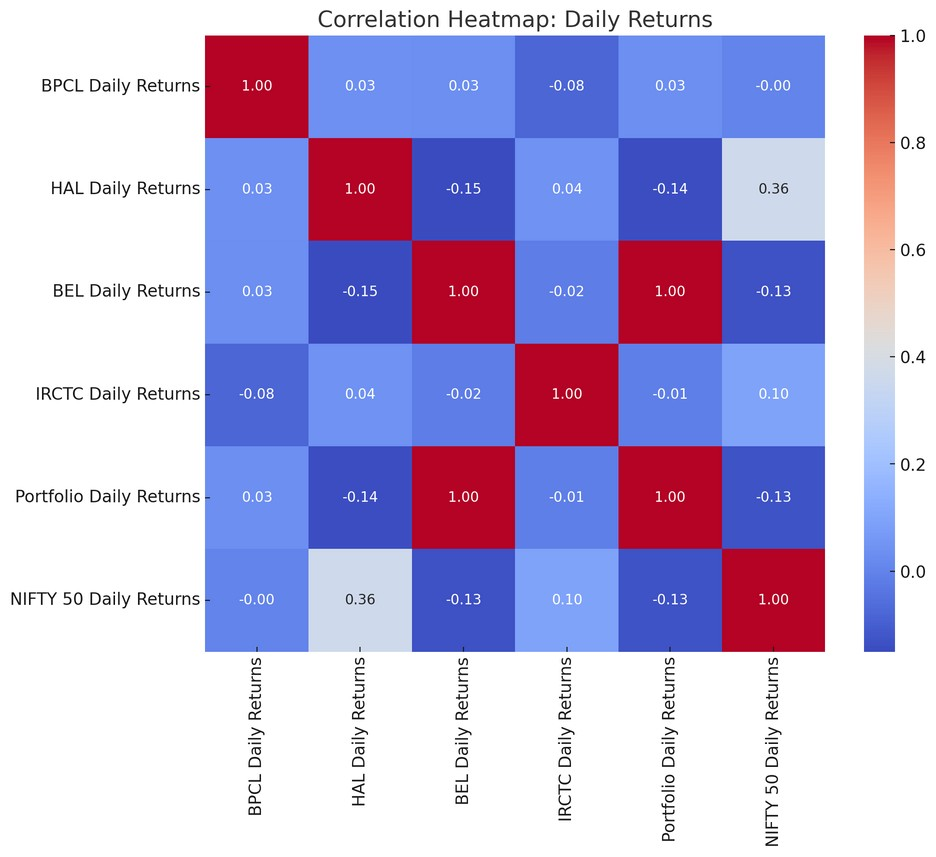 Correlation Heatmap: Daily Returns
BPCL Daily Returns 1.00 0.03 0.03 -0.08 0.03 -0.00
HAL Daily Returns 0.03 1.00 -0.15 0.04 -0.14 0.36
BEL Daily Returns 0.03 -0.15 1.00 -0.02 1.00 -0.13
IRCTC Daily Returns -0.08 0.04 -0.02 1.00 -0.01 0.10
Portfolio Daily Returns 0.03 -0.14 1.00 -0.01 1.00 -0.13
NIFTY 50 Daily Returns -0.00 0.36 -0.13 0.10 -0.13 1.00
BPCL Daily Returns
HAL Daily Returns
BEL Daily Returns
IRCTC Daily Returns
Portfolio Daily Returns
NIFTY 50 Daily Returns
1.0
0.8
0.6
0.4
0.2
0.0